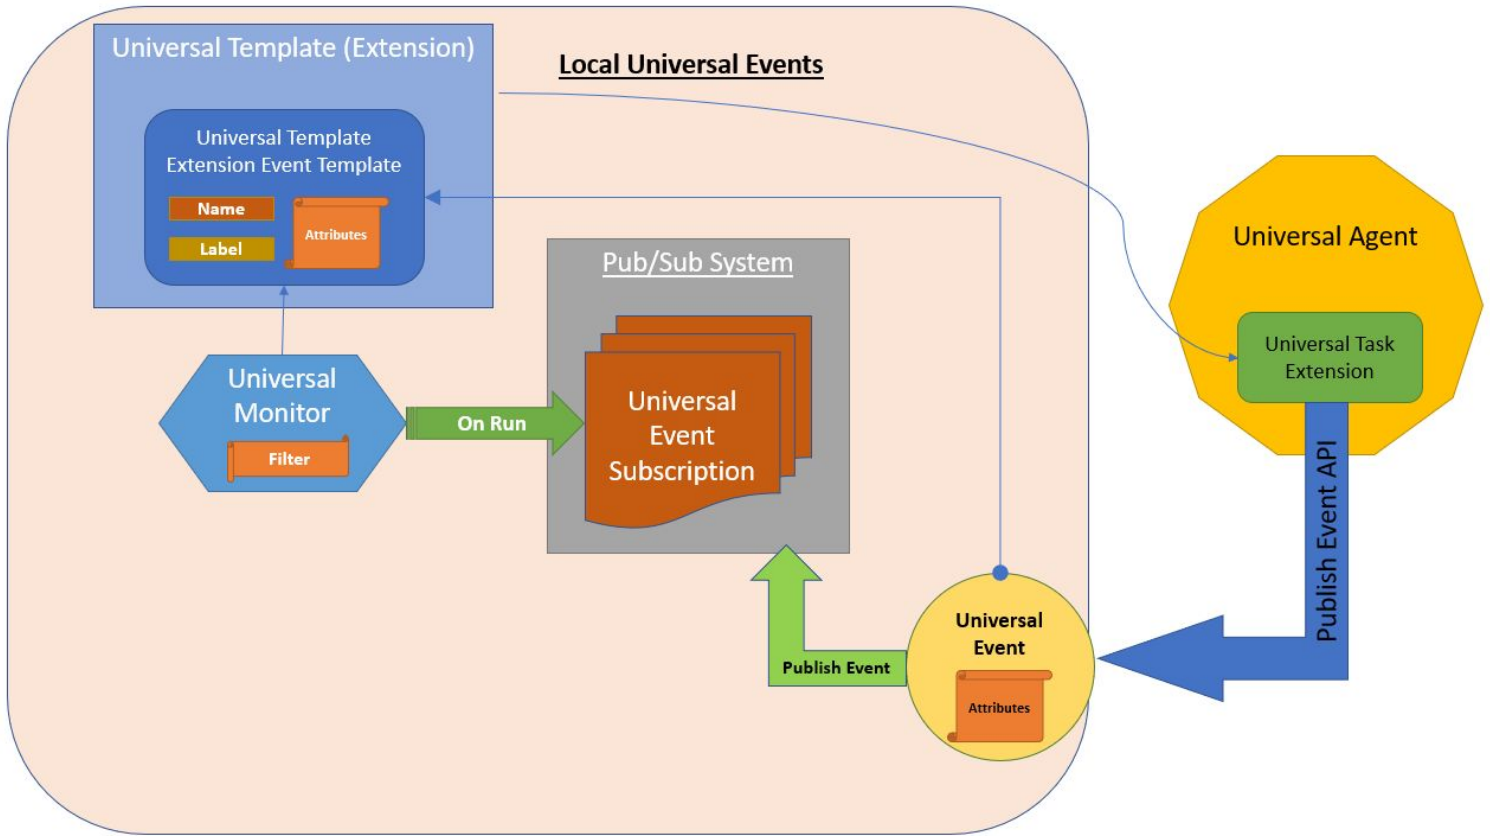 Universal Template (Extension)
Local Universal Events
Universal Template
Extension Event Template
Name
Label
Attributes
Universal Agent
Pub/Sub System
Universal Task
Extension
Universal
Monitor
Filter
On Run
Universal
Event
Subscription
Publish Event API
Universal
Event
Publish Event
Attributes